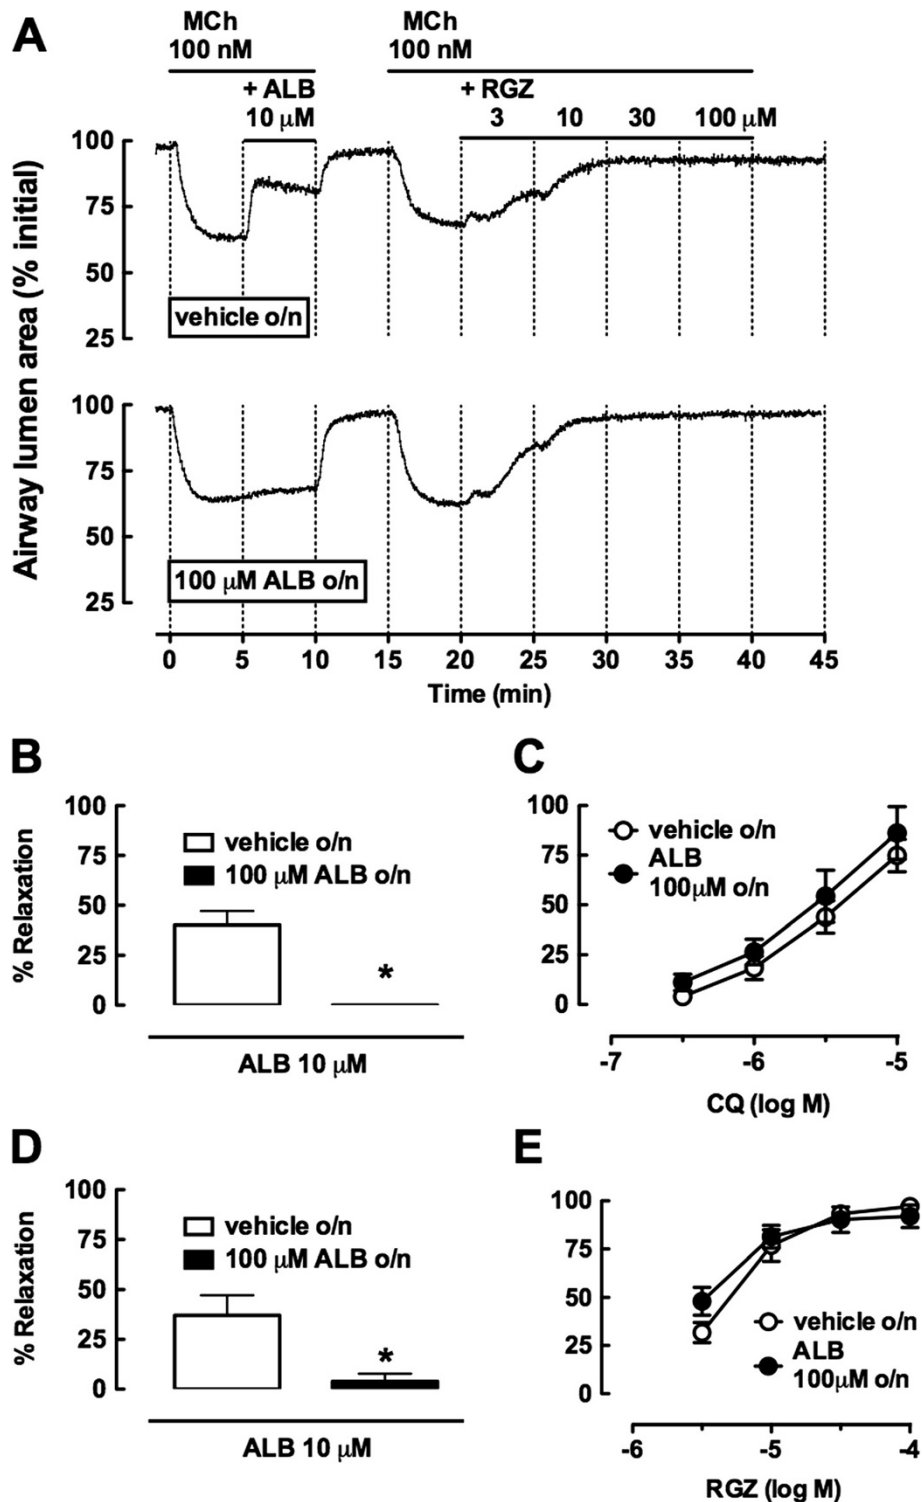 A
MCh
100 nM
MCh
100 nM
+ ALB
10 μM
+ RGZ
3 10 30 100 μM
Airway lumen area (% initial)
100
75
50
25
vehicle o/n
100
75
50
25
100 μM ALB o/n
0 5 10 15 20 25 30 35 40 45
Time (min)
B
% Relaxation
100
75
50
25
0
vehicle o/n
100 μM ALB o/n
*
ALB 10 μM
C
100
75
50
25
0
vehicle o/n
ALB
100μM o/n
-7 -6 -5
CQ (log M)
D
% Relaxation
100
75
50
25
0
vehicle o/n
100 μM ALB o/n
*
ALB 10 μM
E
100
75
50
25
0
vehicle o/n
ALB
100μM o/n
-6 -5 -4
RGZ (log M)